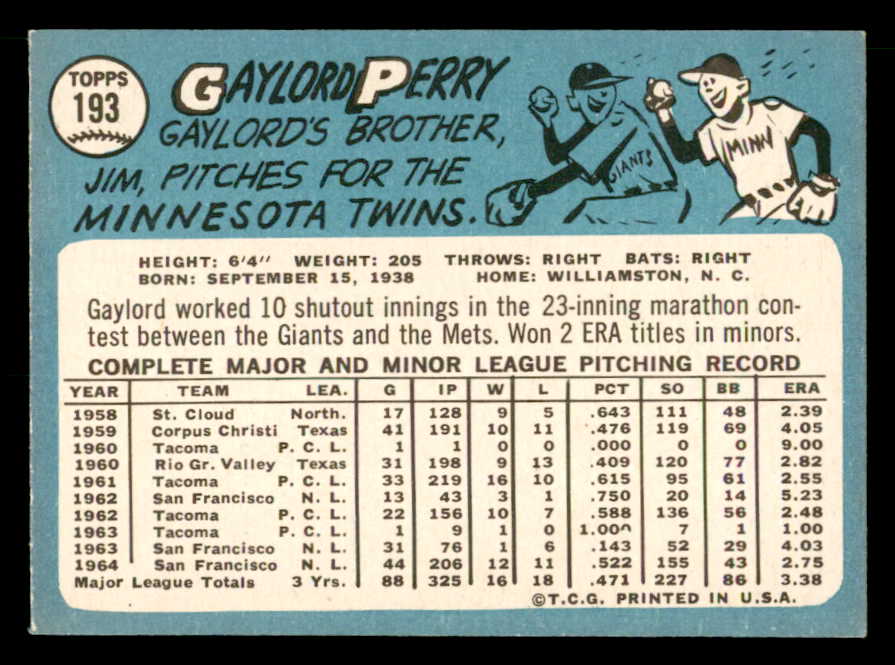 TOPPS
193
GAYLORD PERRY
GAYLORD'S BROTHER,
JIM, PITCHES FOR THE
MINNESOTA TWINS.
GIANTS
MINN
HEIGHT: 6'4" WEIGHT: 205 THROWS: RIGHT BATS: RIGHT
BORN: SEPTEMBER 15, 1938 HOME: WILLIAMSTON, N. C.
Gaylord worked 10 shutout innings in the 23-inning marathon con-
test between the Giants and the Mets. Won 2 ERA titles in minors.
COMPLETE MAJOR AND MINOR LEAGUE PITCHING RECORD
YEAR TEAM LEA. G IP W L PCT SO BB ERA
1958 St. Cloud North. 17 128 9 5 .643 111 48 2.39
1959 Corpus Christi Texas 41 191 10 11 .476 119 69 4.05
1960 Tacoma P. C. L. 1 1 0 0 .000 0 0 9.00
1960 Rio Gr. Valley Texas 31 198 9 13 .409 120 77 2.82
1961 Tacoma P. C. L. 33 219 16 10 .615 95 61 2.55
1962 San Francisco N. L. 13 43 3 1 .750 20 14 5.23
1962 Tacoma P. C. L. 22 156 10 7 .588 136 56 2.48
1963 Tacoma P. C. L. 1 9 1 0 1.000 7 1 1.00
1963 San Francisco N. L. 31 76 1 6 .143 52 29 4.03
1964 San Francisco N. L. 44 206 12 11 .522 155 43 2.75
Major League Totals 3 Yrs. 88 325 16 18 .471 227 86 3.38
©T.C.G. PRINTED IN U.S.A.